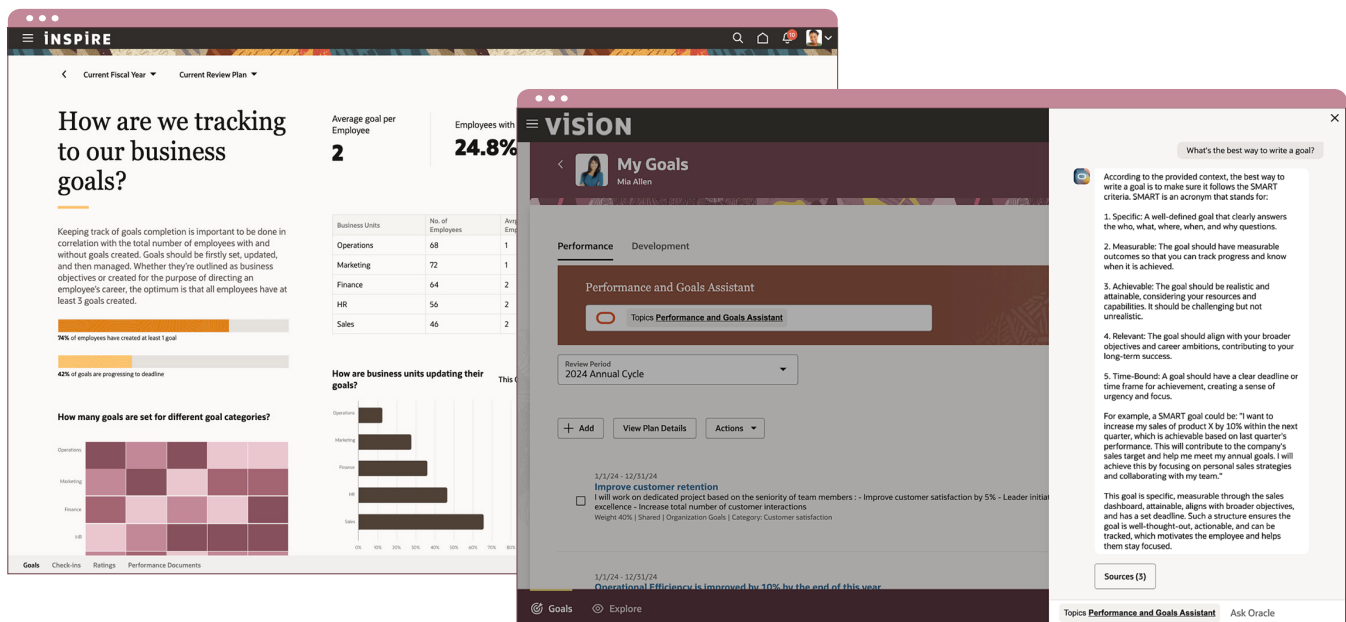 iNSPiRE
10
Current Fiscal Year
Current Review Plan
How are we tracking
to our business
goals?
Keeping track of goals completion is important to be done in
correlation with the total number of employees with and
without goals created. Goals should be firstly set, updated,
and then managed. Whether they're outlined as business
objectives or created for the purpose of directing an
employee's career, the optimum is that all employees have at
least 3 goals created.
74% of employees have created at least 1 goal
42% of goals are progressing to deadline
How many goals are set for different goal categories?
Operations
Marketing
Finance
HR
Average goal per
Employee
2
Employees with
24.8%
Business Units
No. of
Employees
Operations 68 1
Marketing 72 1
Finance 64 2
HR 56 2
Sales 46 2
How are business units updating their
goals?
This
Operations
Marketing
Finance
HR
Sales
0% 10% 20% 30% 40% 50% 60% 70% 80%
Goals Check-ins Ratings Performance Documents
vision
My Goals
Mia Allen
Performance Development
Performance and Goals Assistant
Topics Performance and Goals Assistant
Review Period
2024 Annual Cycle
Add
View Plan Details
Actions
1/1/24 - 12/31/24
Improve customer retention
I will work on dedicated project based on the seniority of team members : - Improve customer satisfaction by 5% - Leader
excellence - Increase total number of customer interactions
Weight 40% | Shared | Organization Goals | Category: Customer satisfaction
1/1/24 - 12/31/24
Operational Efficiency is improved by 10% by the end of this year
Goals Explore
What's the best way to write a goal?
According to the provided context, the best way to
write a goal is to make sure it follows the SMART
criteria. SMART is an acronym that stands for:
1. Specific: A well-defined goal that clearly answers
the who, what, where, when, and why questions.
2. Measurable: The goal should have measurable
outcomes so that you can track progress and know
when it is achieved.
3. Achievable: The goal should be realistic and
attainable, considering your resources and
capabilities. It should be challenging but not
unrealistic.
4. Relevant: The goal should align with your broader
objectives and career ambitions, contributing to your
long-term success.
5. Time-Bound: A goal should have a clear deadline or
time frame for achievement, creating a sense of
urgency and focus.
For example, a SMART goal could be: "I want to
increase my sales of product X by 10% within the next
quarter, which is achievable based on last quarter's
performance. This will contribute to the company's
sales target and help me meet my annual goals. I will
achieve this by focusing on personal sales strategies
and collaborating with my team."
This goal is specific, measurable through the sales
dashboard, attainable, aligns with broader objectives,
and has a set deadline. Such a structure ensures the
goal is well-thought-out, actionable, and can be
tracked, which motivates the employee and helps
them stay focused.
Sources (3)
Topics Performance and Goals Assistant
Ask Oracle